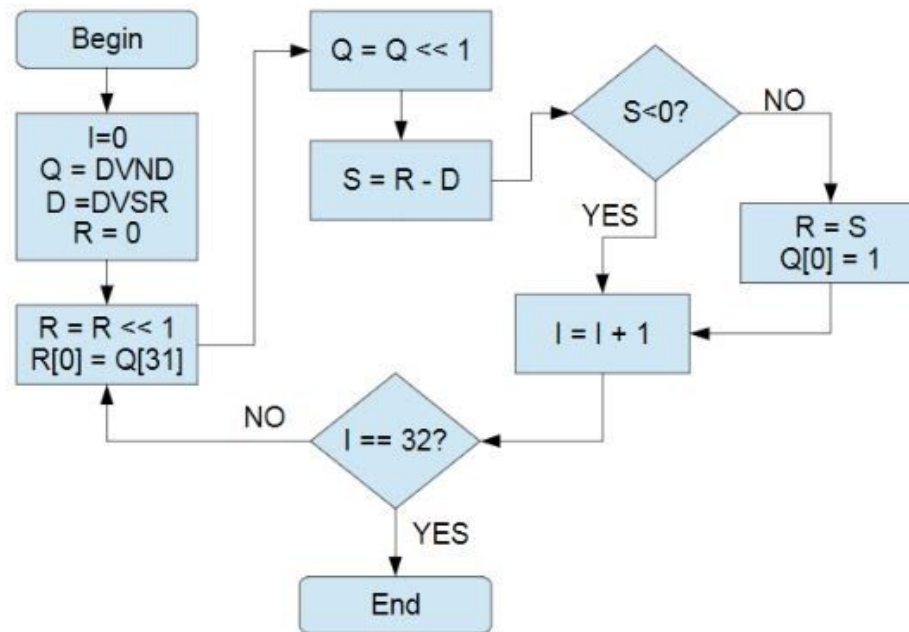 Begin
I=0
Q = DVND
D =DVSR
R = 0
R = R << 1
R[0] = Q[31]
Q = Q << 1
S = R - D
S<0?
NO
YES
R = S
Q[0] = 1
I = I + 1
I == 32?
NO
YES
End